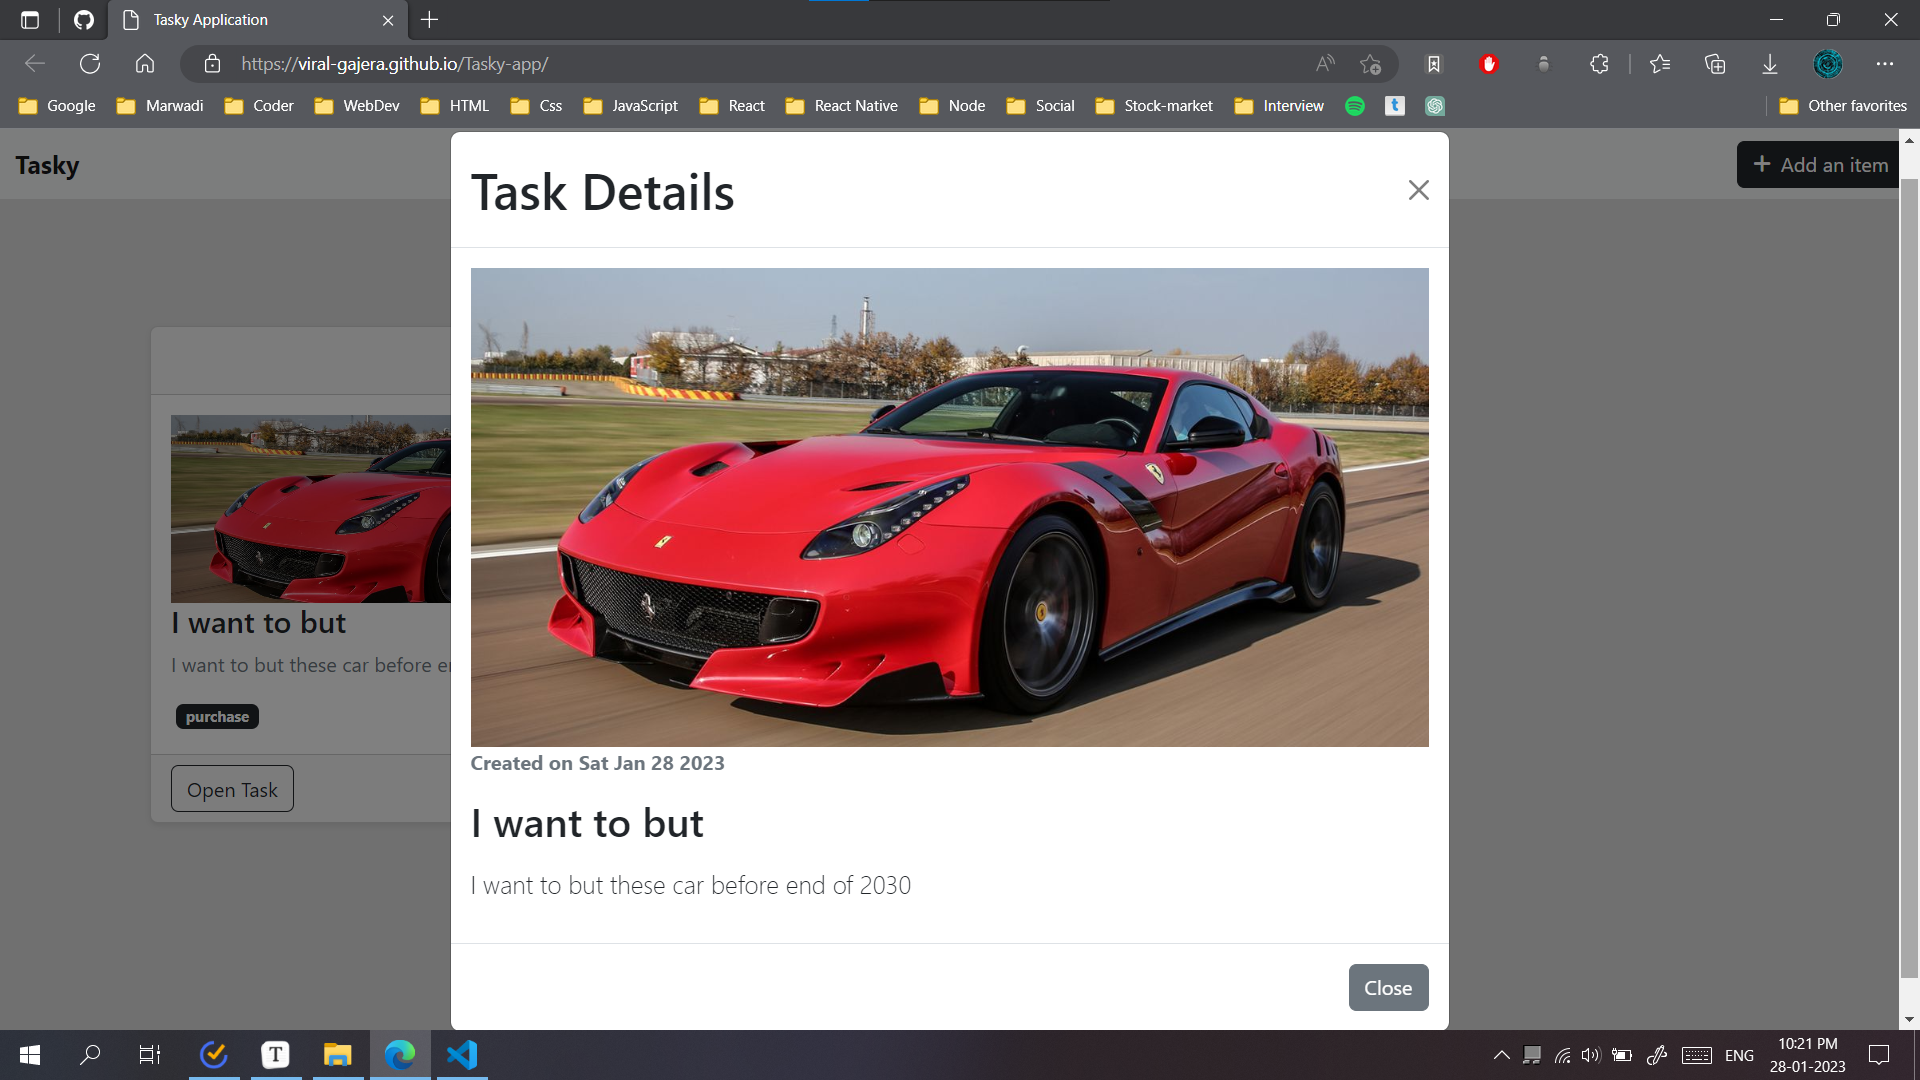 Tasky Application
https://viral-gajera.github.io/Tasky-app/
Google Marwadi Coder WebDev HTML Css JavaScript React React Native Node Social Stock-market Interview Other favorites
Tasky
+ Add an item
Task Details
Created on Sat Jan 28 2023
I want to but
I want to but these car before end of 2030
Close
I want to but
I want to but these car before e
purchase
Open Task
ENG
10:21 PM
28-01-2023